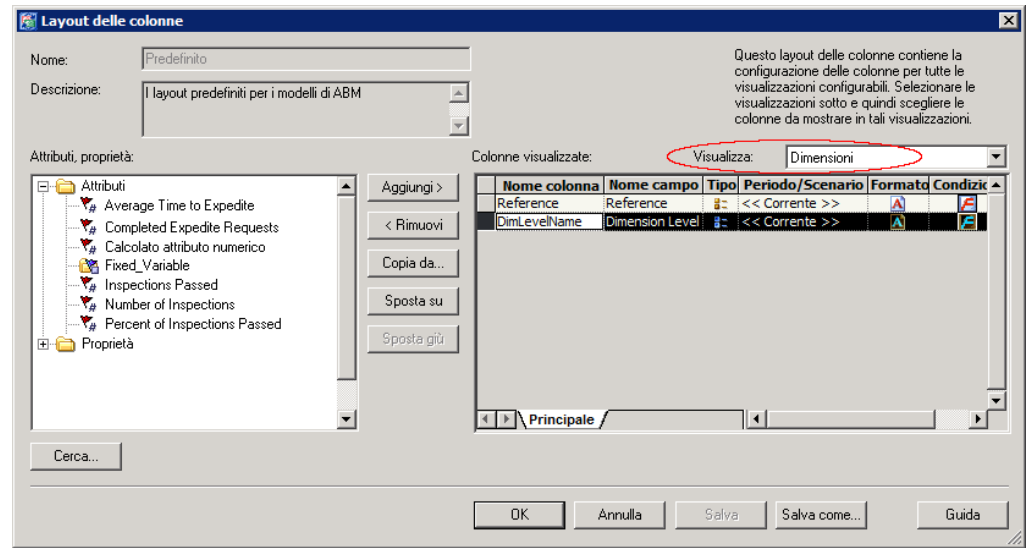 Layout delle colonne
Nome:
Predefinito
Descrizione:
I layout predefiniti per i modelli di ABM
Questo layout delle colonne contiene la
configurazione delle colonne per tutte le
visualizzazioni configurabili. Selezionare le
visualizzazioni sotto e quindi scegliere le
colonne da mostrare in tali visualizzazioni.
Attributi, proprietà:
Colonne visualizzate:
Visualizza:
Dimensioni
Attributi
Average Time to Expedite
Completed Expedite Requests
Calcolato attributo numerico
Fixed_Variable
Inspections Passed
Number of Inspections
Percent of Inspections Passed
Proprietà
Aggiungi >
< Rimuovi
Copia da...
Sposta su
Sposta giù
Nome colonna Nome campo Tipo Periodo/Scenario Formato Condizic
Reference Reference << Corrente >> A F
DimLevelName Dimension Level << Corrente >> A F
Principale
Cerca...
OK
Annulla
Salva
Salva come...
Guida